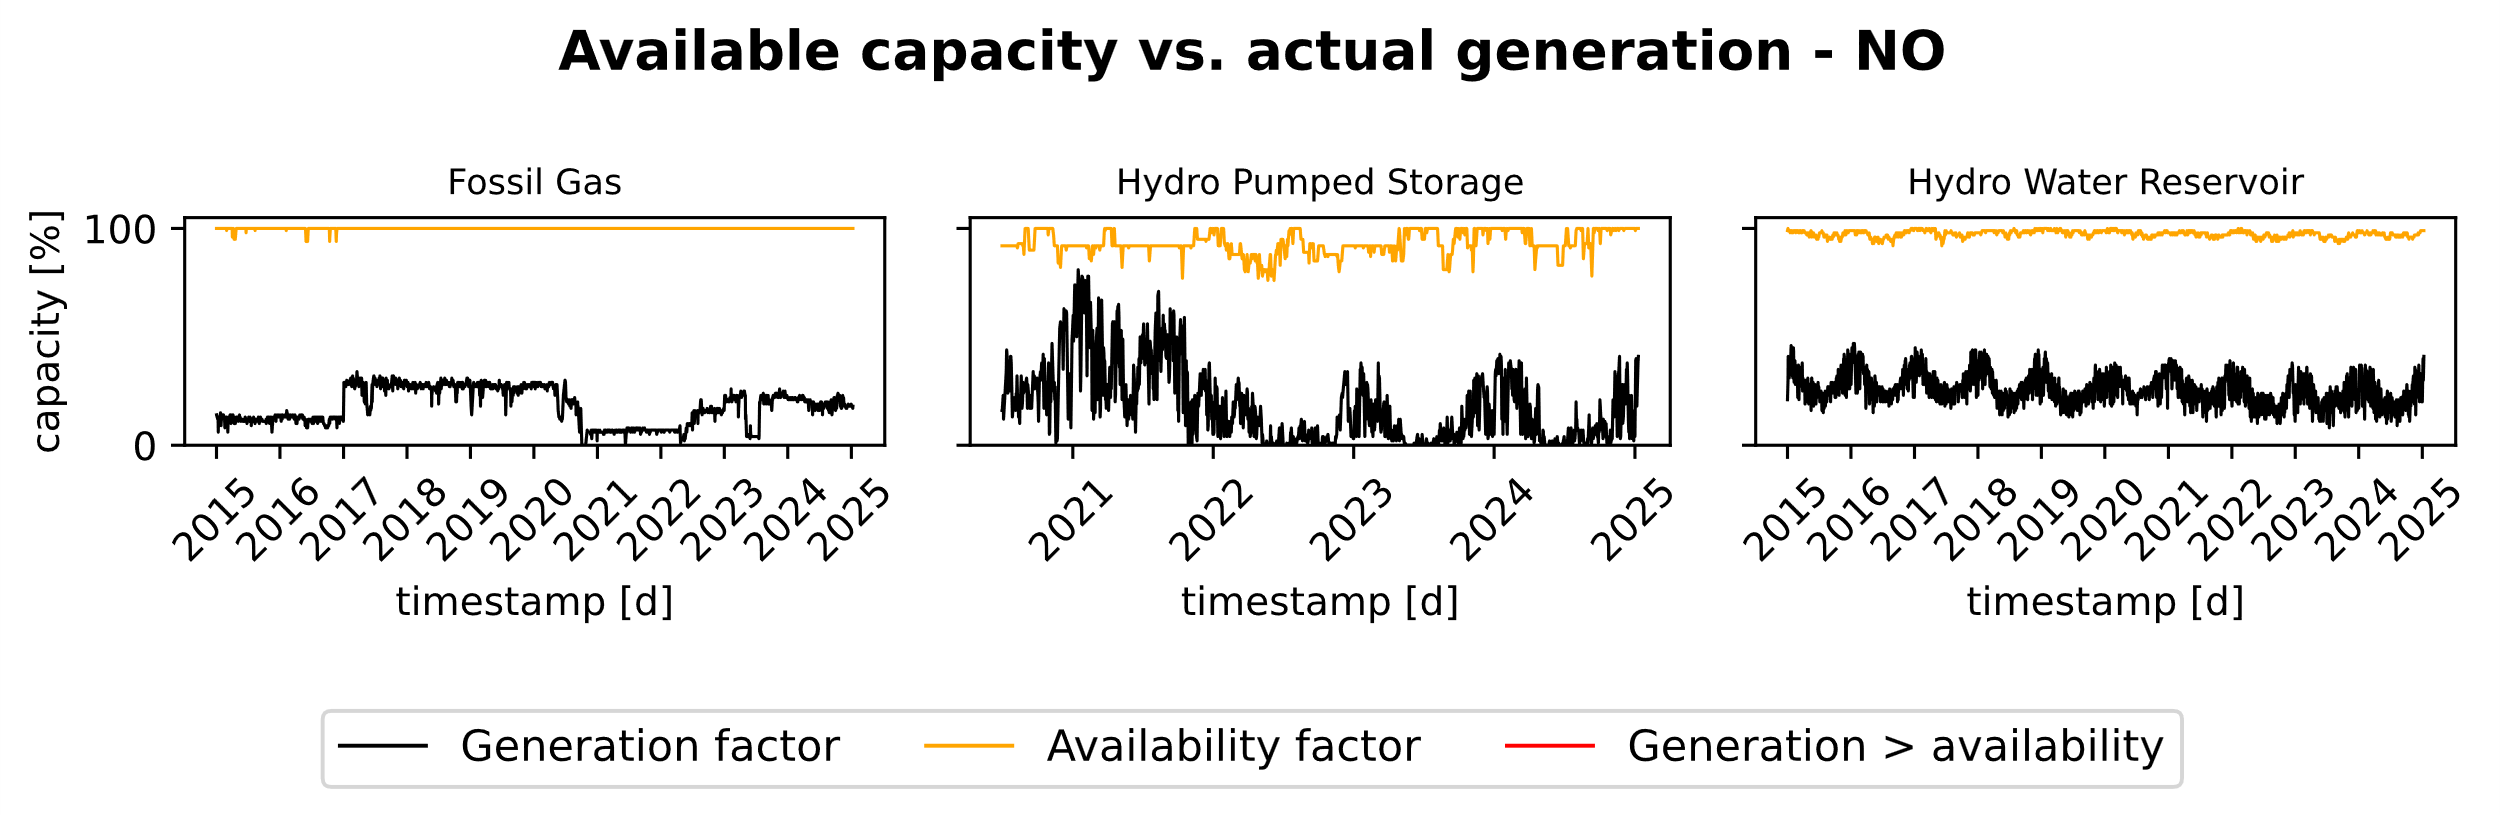 Available capacity vs. actual generation - NO
Fossil Gas
Hydro Pumped Storage
Hydro Water Reservoir
capacity [%]
100
0
2015 2016 2017 2018 2019 2020 2021 2022 2023 2024 2025
2021 2022 2023 2024 2025
2015 2016 2017 2018 2019 2020 2021 2022 2023 2024 2025
timestamp [d]
timestamp [d]
timestamp [d]
Generation factor
Availability factor
Generation > availability